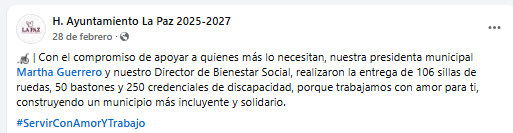 LA PAZ
H. Ayuntamiento La Paz 2025-2027
28 de febrero ·
| Con el compromiso de apoyar a quienes más lo necesitan, nuestra presidenta municipal
Martha Guerrero y nuestro Director de Bienestar Social, realizaron la entrega de 106 sillas de
ruedas, 50 bastones y 250 credenciales de discapacidad, porque trabajamos con amor para ti,
construyendo un municipio más incluyente y solidario.
#ServirConAmorYTrabajo